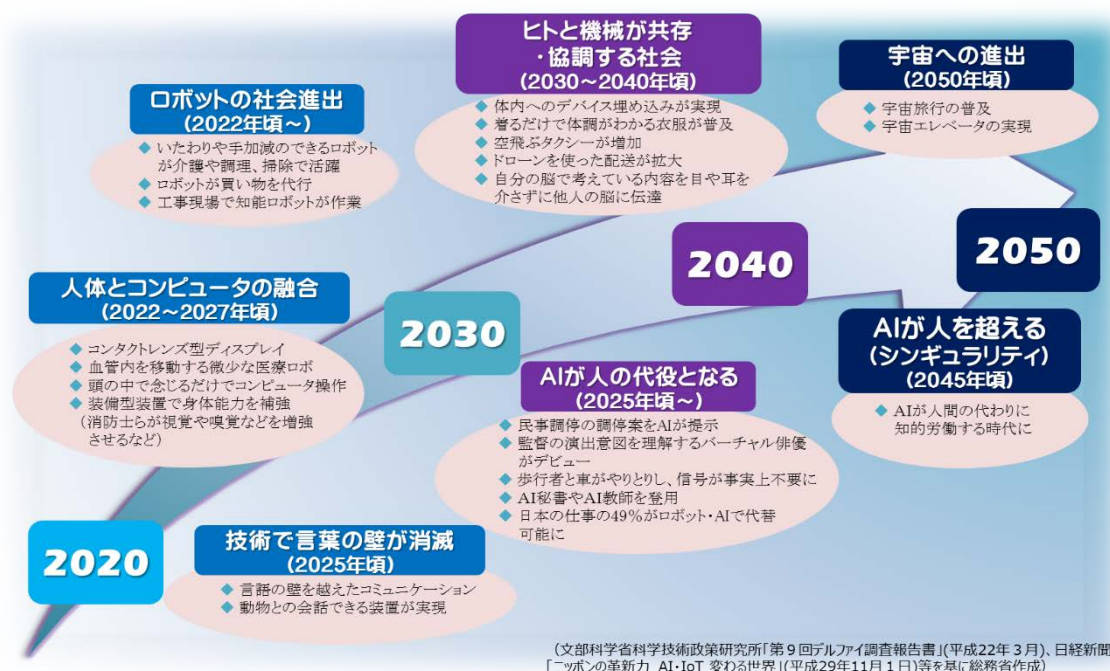 ヒトと機械が共存
・協調する社会
(2030~2040年頃)
◆ 体内へのデバイス埋め込みが実現
◆ 着るだけで体調がわかる衣服が普及
◆ 空飛ぶタクシーが増加
◆ ドローンを使った配送が拡大
◆ 自分の脳で考えている内容を目や耳を
介さずに他人の脳に伝達
宇宙への進出
(2050年頃)
◆ 宇宙旅行の普及
◆ 宇宙エレベータの実現
ロボットの社会進出
(2022年頃~)
◆ いたわりや手加減のできるロボット
が介護や調理、掃除で活躍
◆ ロボットが買い物を代行
◆ 工事現場で知能ロボットが作業
2050
2040
2030
人体とコンピュータの融合
(2022~2027年頃)
◆ コンタクトレンズ型ディスプレイ
◆ 血管内を移動する微少な医療ロボ
◆ 頭の中で念じるだけでコンピュータ操作
◆ 装備型装置で身体能力を補強
(消防士らが視覚や嗅覚などを増強
させるなど)
AIが人の代役となる
(2025年頃~)
◆ 民事調停の調停案をAIが提示
◆ 監督の演出意図を理解するバーチャル俳優
がデビュー
◆ 歩行者と車がやりとりし、信号が事実上不要に
◆ AI秘書やAI教師を登用
◆ 日本の仕事の49%がロボット・AIで代替
可能に
AIが人を超える
(シンギュラリティ)
(2045年頃)
◆ AIが人間の代わりに
知的労働する時代に
2020
技術で言葉の壁が消滅
(2025年頃)
◆ 言語の壁を越えたコミュニケーション
◆ 動物との会話できる装置が実現
(文部科学省科学技術政策研究所「第9回デルファイ調査報告書」(平成22年3月)、日経新聞
「ニッポンの革新力 AI・IoT 変わる世界」(平成29年11月1日)等を基に総務省作成)